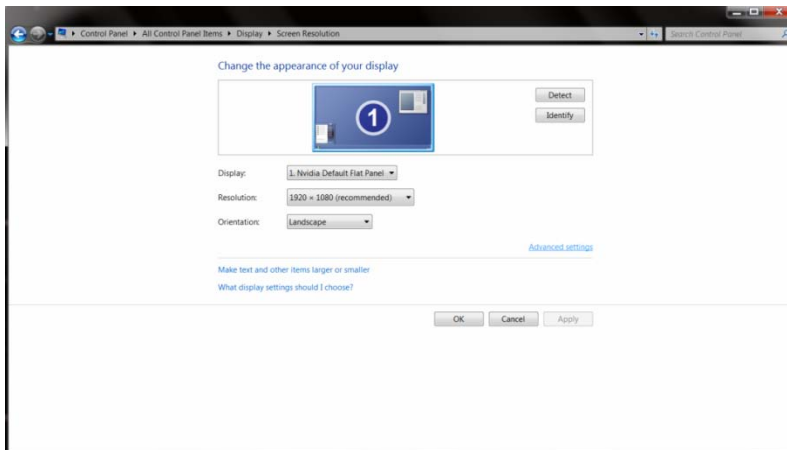 Control Panel ▸ All Control Panel Items ▸ Display ▸ Screen Resolution
Search Control Panel
Change the appearance of your display
1
Detect
Identify
Display: 1. Nvidia Default Flat Panel
Resolution: 1920 × 1080 (recommended)
Orientation: Landscape
Advanced settings
Make text and other items larger or smaller
What display settings should I choose?
OK Cancel Apply